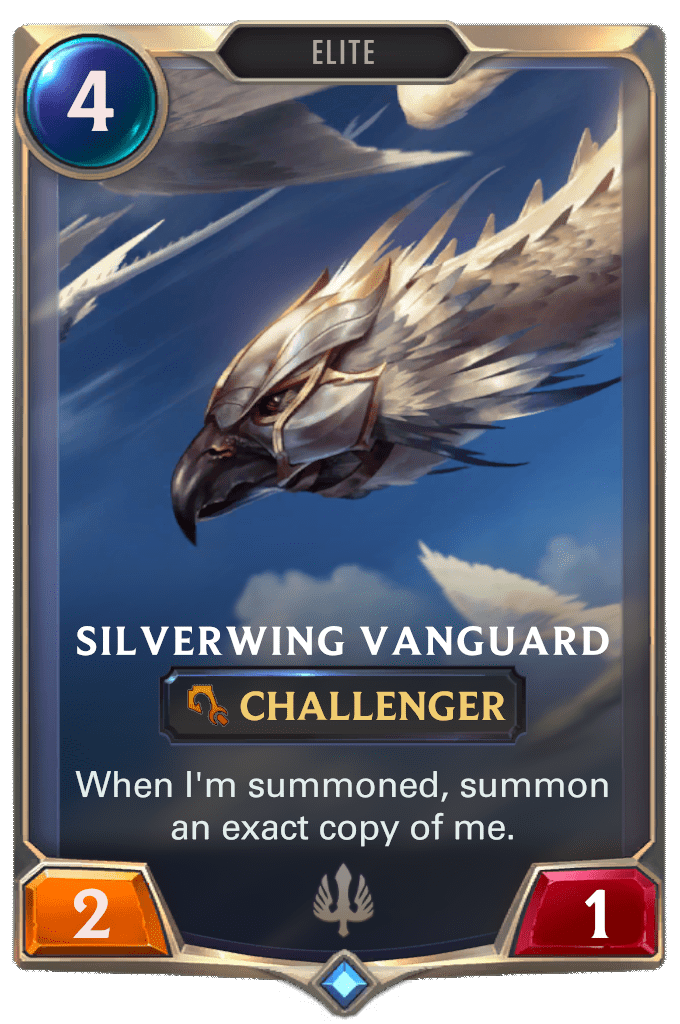 ELITE
4
SILVERWING VANGUARD
CHALLENGER
When I'm summoned, summon
an exact copy of me.
2
1